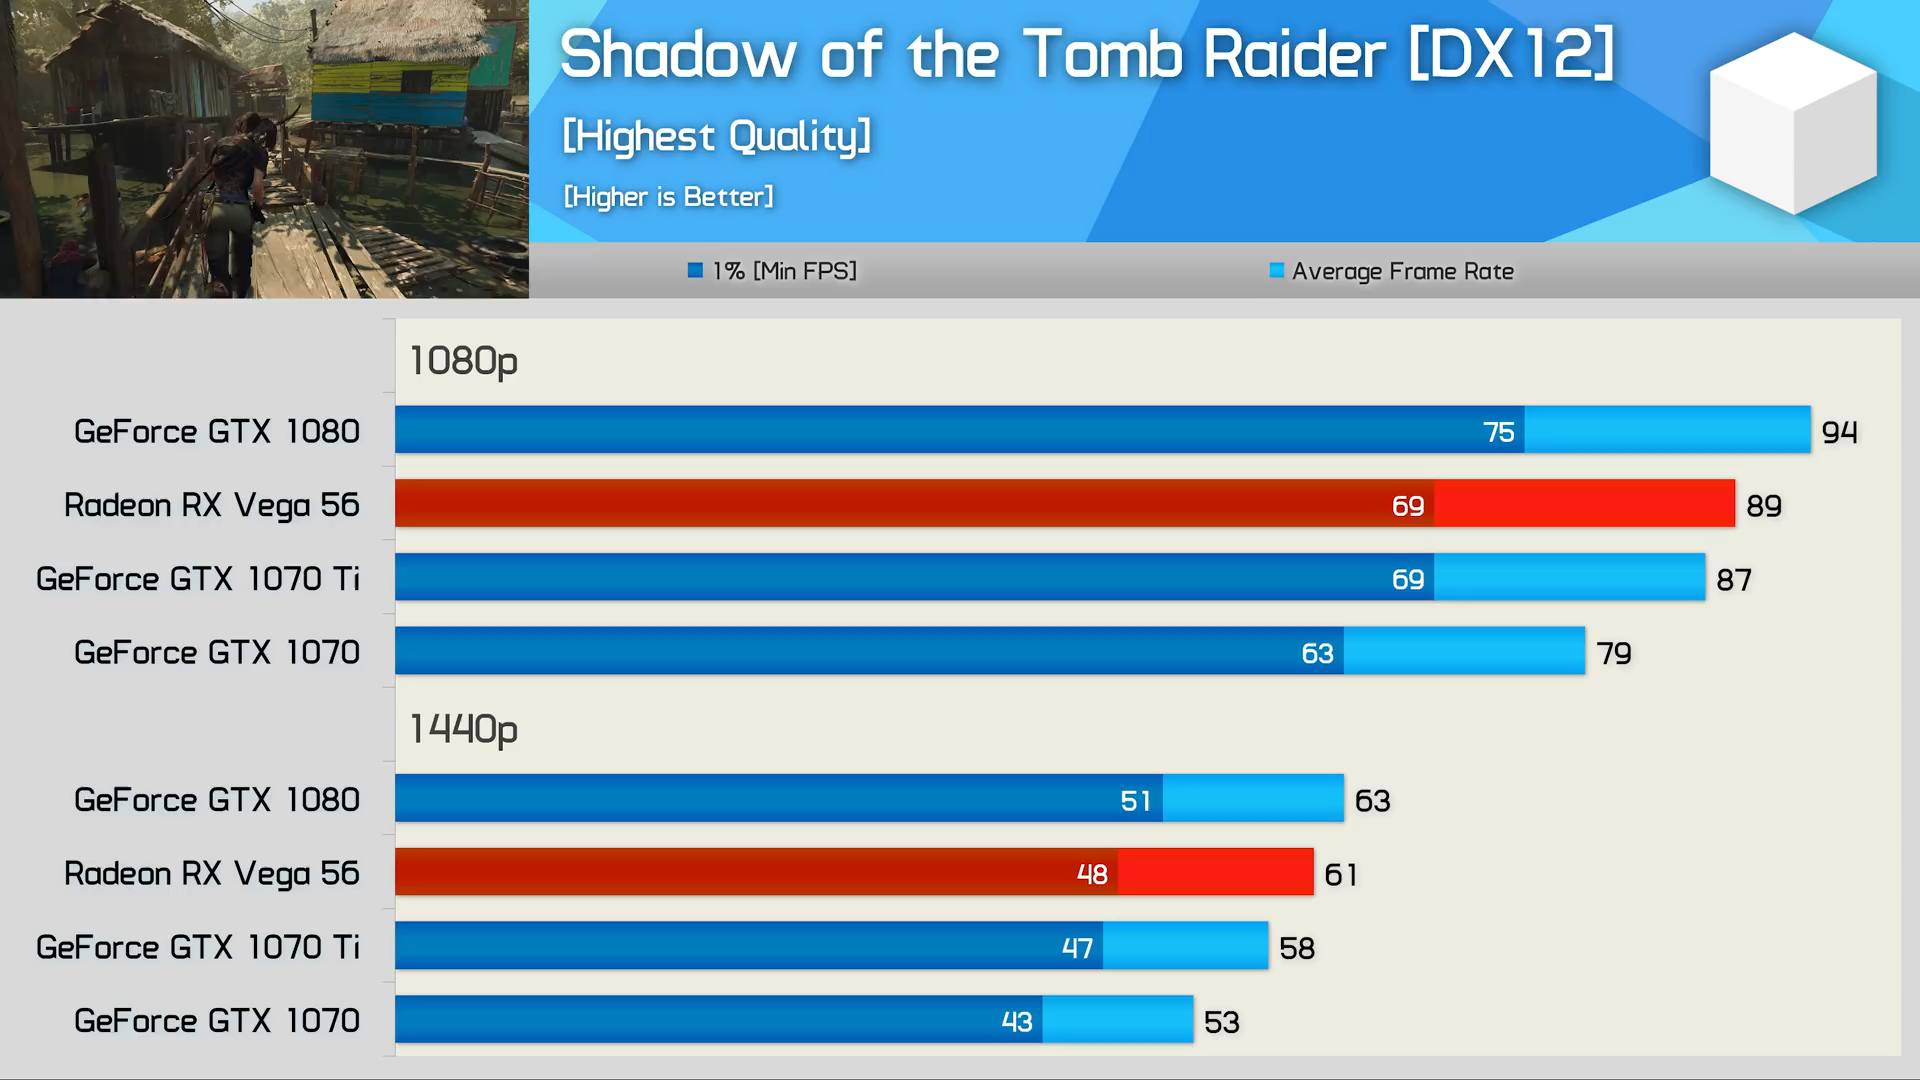 Shadow of the Tomb Raider [DX12]
[Highest Quality]
[Higher is Better]
1% [Min FPS] Average Frame Rate
1080p
GeForce GTX 1080 75 94
Radeon RX Vega 56 69 89
GeForce GTX 1070 Ti 69 87
GeForce GTX 1070 63 79
1440p
GeForce GTX 1080 51 63
Radeon RX Vega 56 48 61
GeForce GTX 1070 Ti 47 58
GeForce GTX 1070 43 53